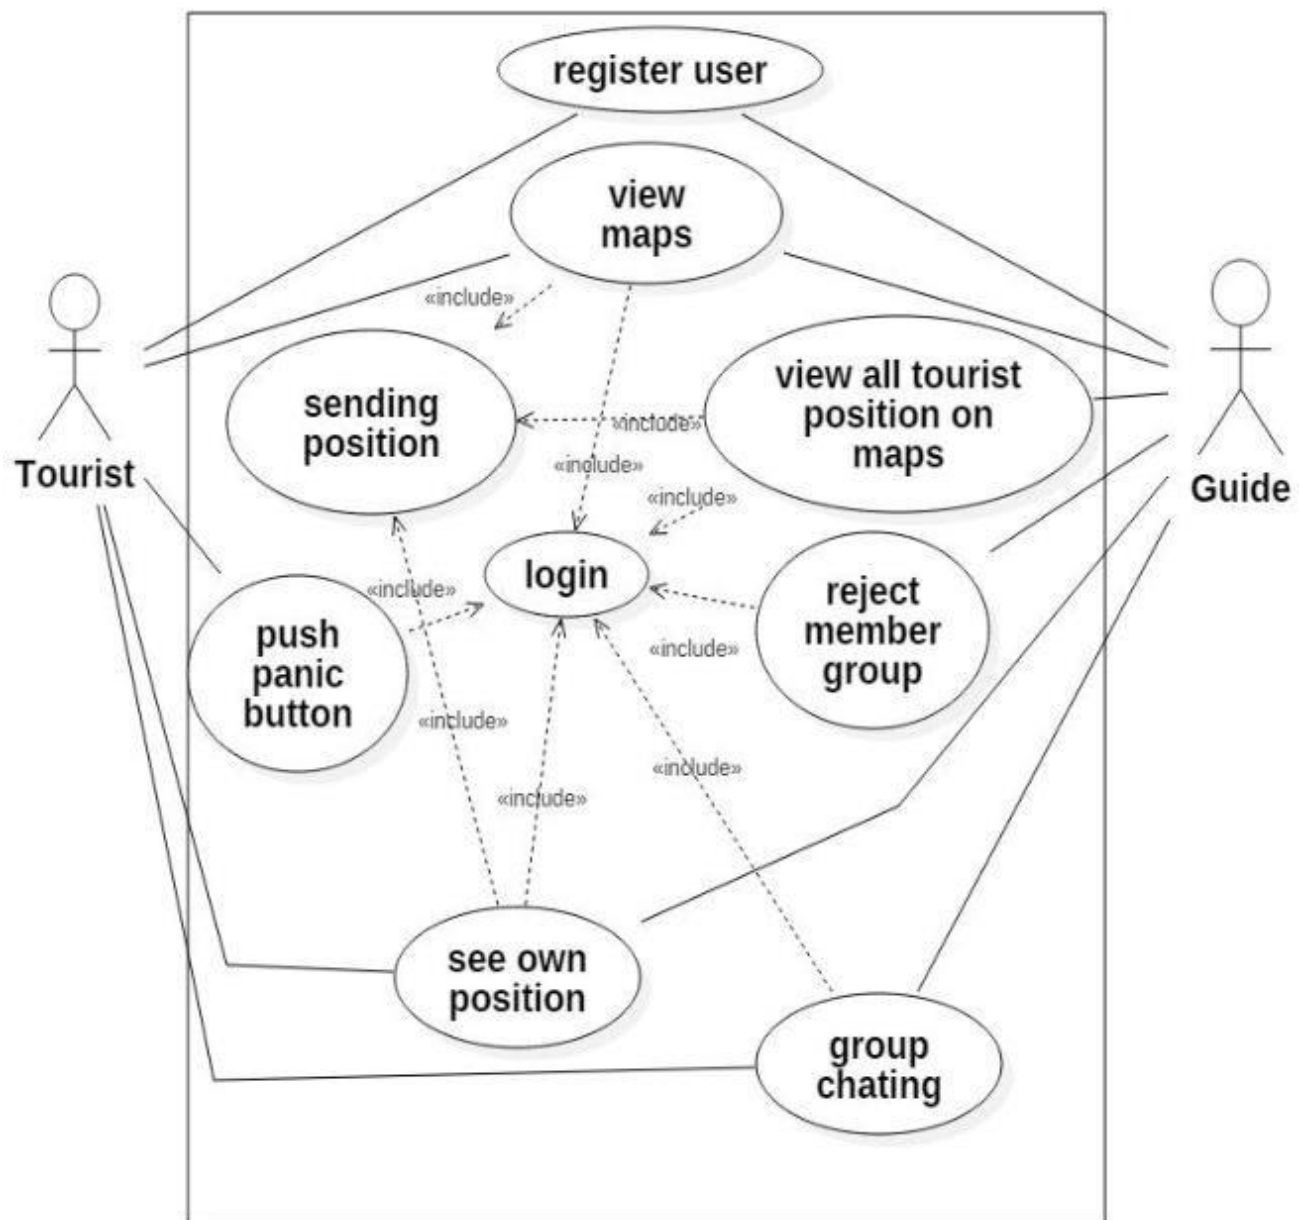 register user
view
maps
«include»
sending
position
«include»
view all tourist
position on
maps
«include»
«include»
Tourist
Guide
login
«include»
reject
member
group
«include»
push
panic
button
«include»
«include»
«include»
see own
position
group
chating